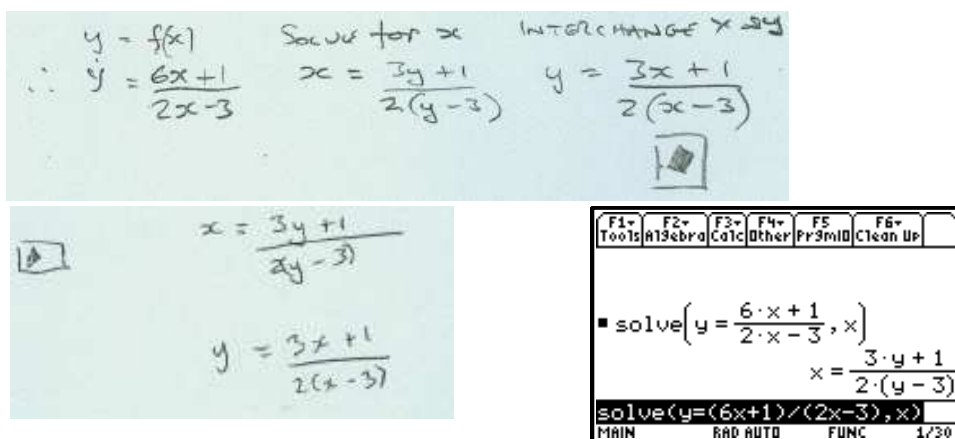 y = f(x) Solve for x INTERCHANGE x & y
∴ y = (6x+1)/(2x-3) x = (3y+1)/(2(y-3)) y = (3x+1)/(2(x-3))
x = (3y+1)/(2(y-3))
y = (3x+1)/(2(x-3))
F1 Tools F2 Algebra F3 Calc F4 Other F5 PrgmIO F6 Clean Up
solve(y = (6·x+1)/(2·x-3), x)
x = (3·y+1)/(2·(y-3))
solve(y=(6x+1)/(2x-3),x)
MAIN RAD AUTO FUNC 1/30